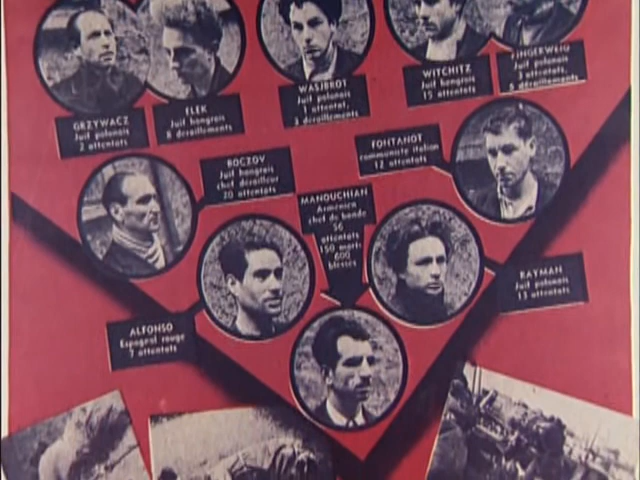 GRZYWACZ
Juif polonais
2 attentats
ELEK
Juif hongrois
8 déraillements
WASJBROT
Juif polonais
1 attentat,
3 déraillements
WITCHITZ
Juif hongrois
15 attentats
FINGERWEIG
Juif polonais
3 attentats
5 déraillements
BOCZOV
Juif hongrois
chef dérailleur
20 attentats
FONTANOT
communiste italien
12 attentats
MANOUCHIAN
Arménien
chef de bande
56
attentats
150 morts
600
blessés
RAYMAN
Juif polonais
13 attentats
ALFONSO
Espagnol rouge
7 attentats